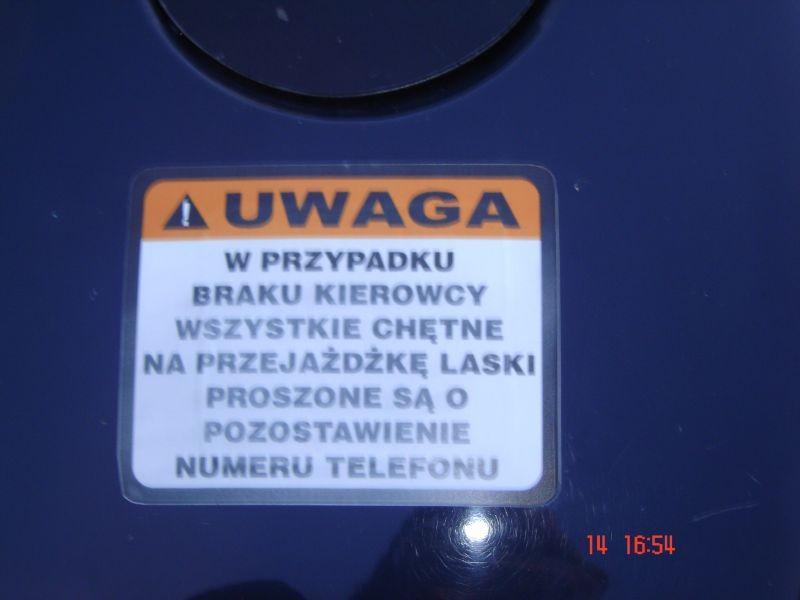 UWAGA
W PRZYPADKU
BRAKU KIEROWCY
WSZYSTKIE CHĘTNE
NA PRZEJAŻDŻKĘ LASKI
PROSZONE SĄ O
POZOSTAWIENIE
NUMERU TELEFONU
14 16:54